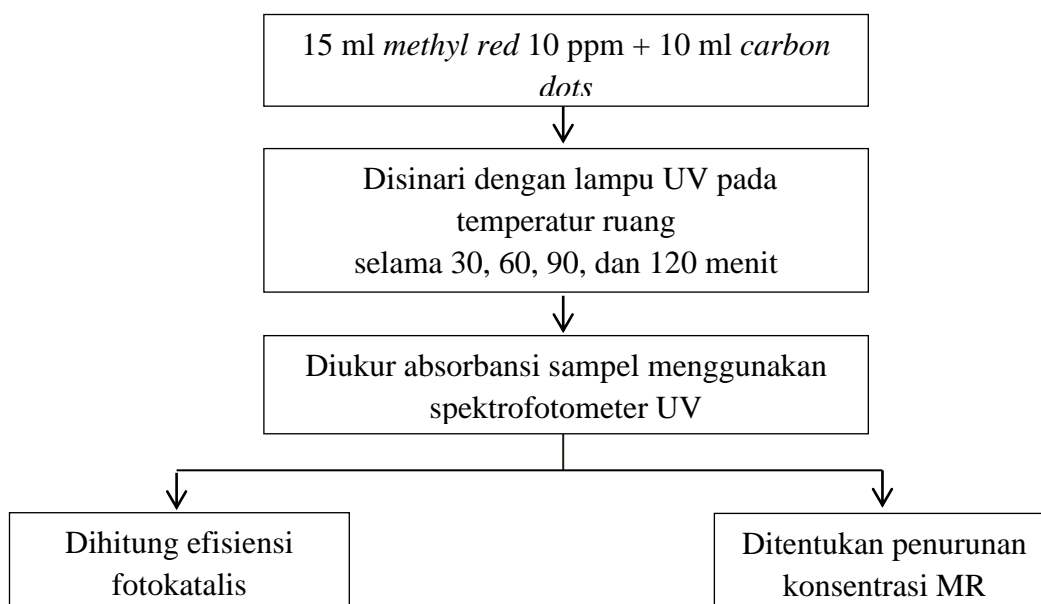 15 ml methyl red 10 ppm + 10 ml carbon
dots
Disinari dengan lampu UV pada
temperatur ruang
selama 30, 60, 90, dan 120 menit
Diukur absorbansi sampel menggunakan
spektrofotometer UV
Dihitung efisiensi
fotokatalis
Ditentukan penurunan
konsentrasi MR